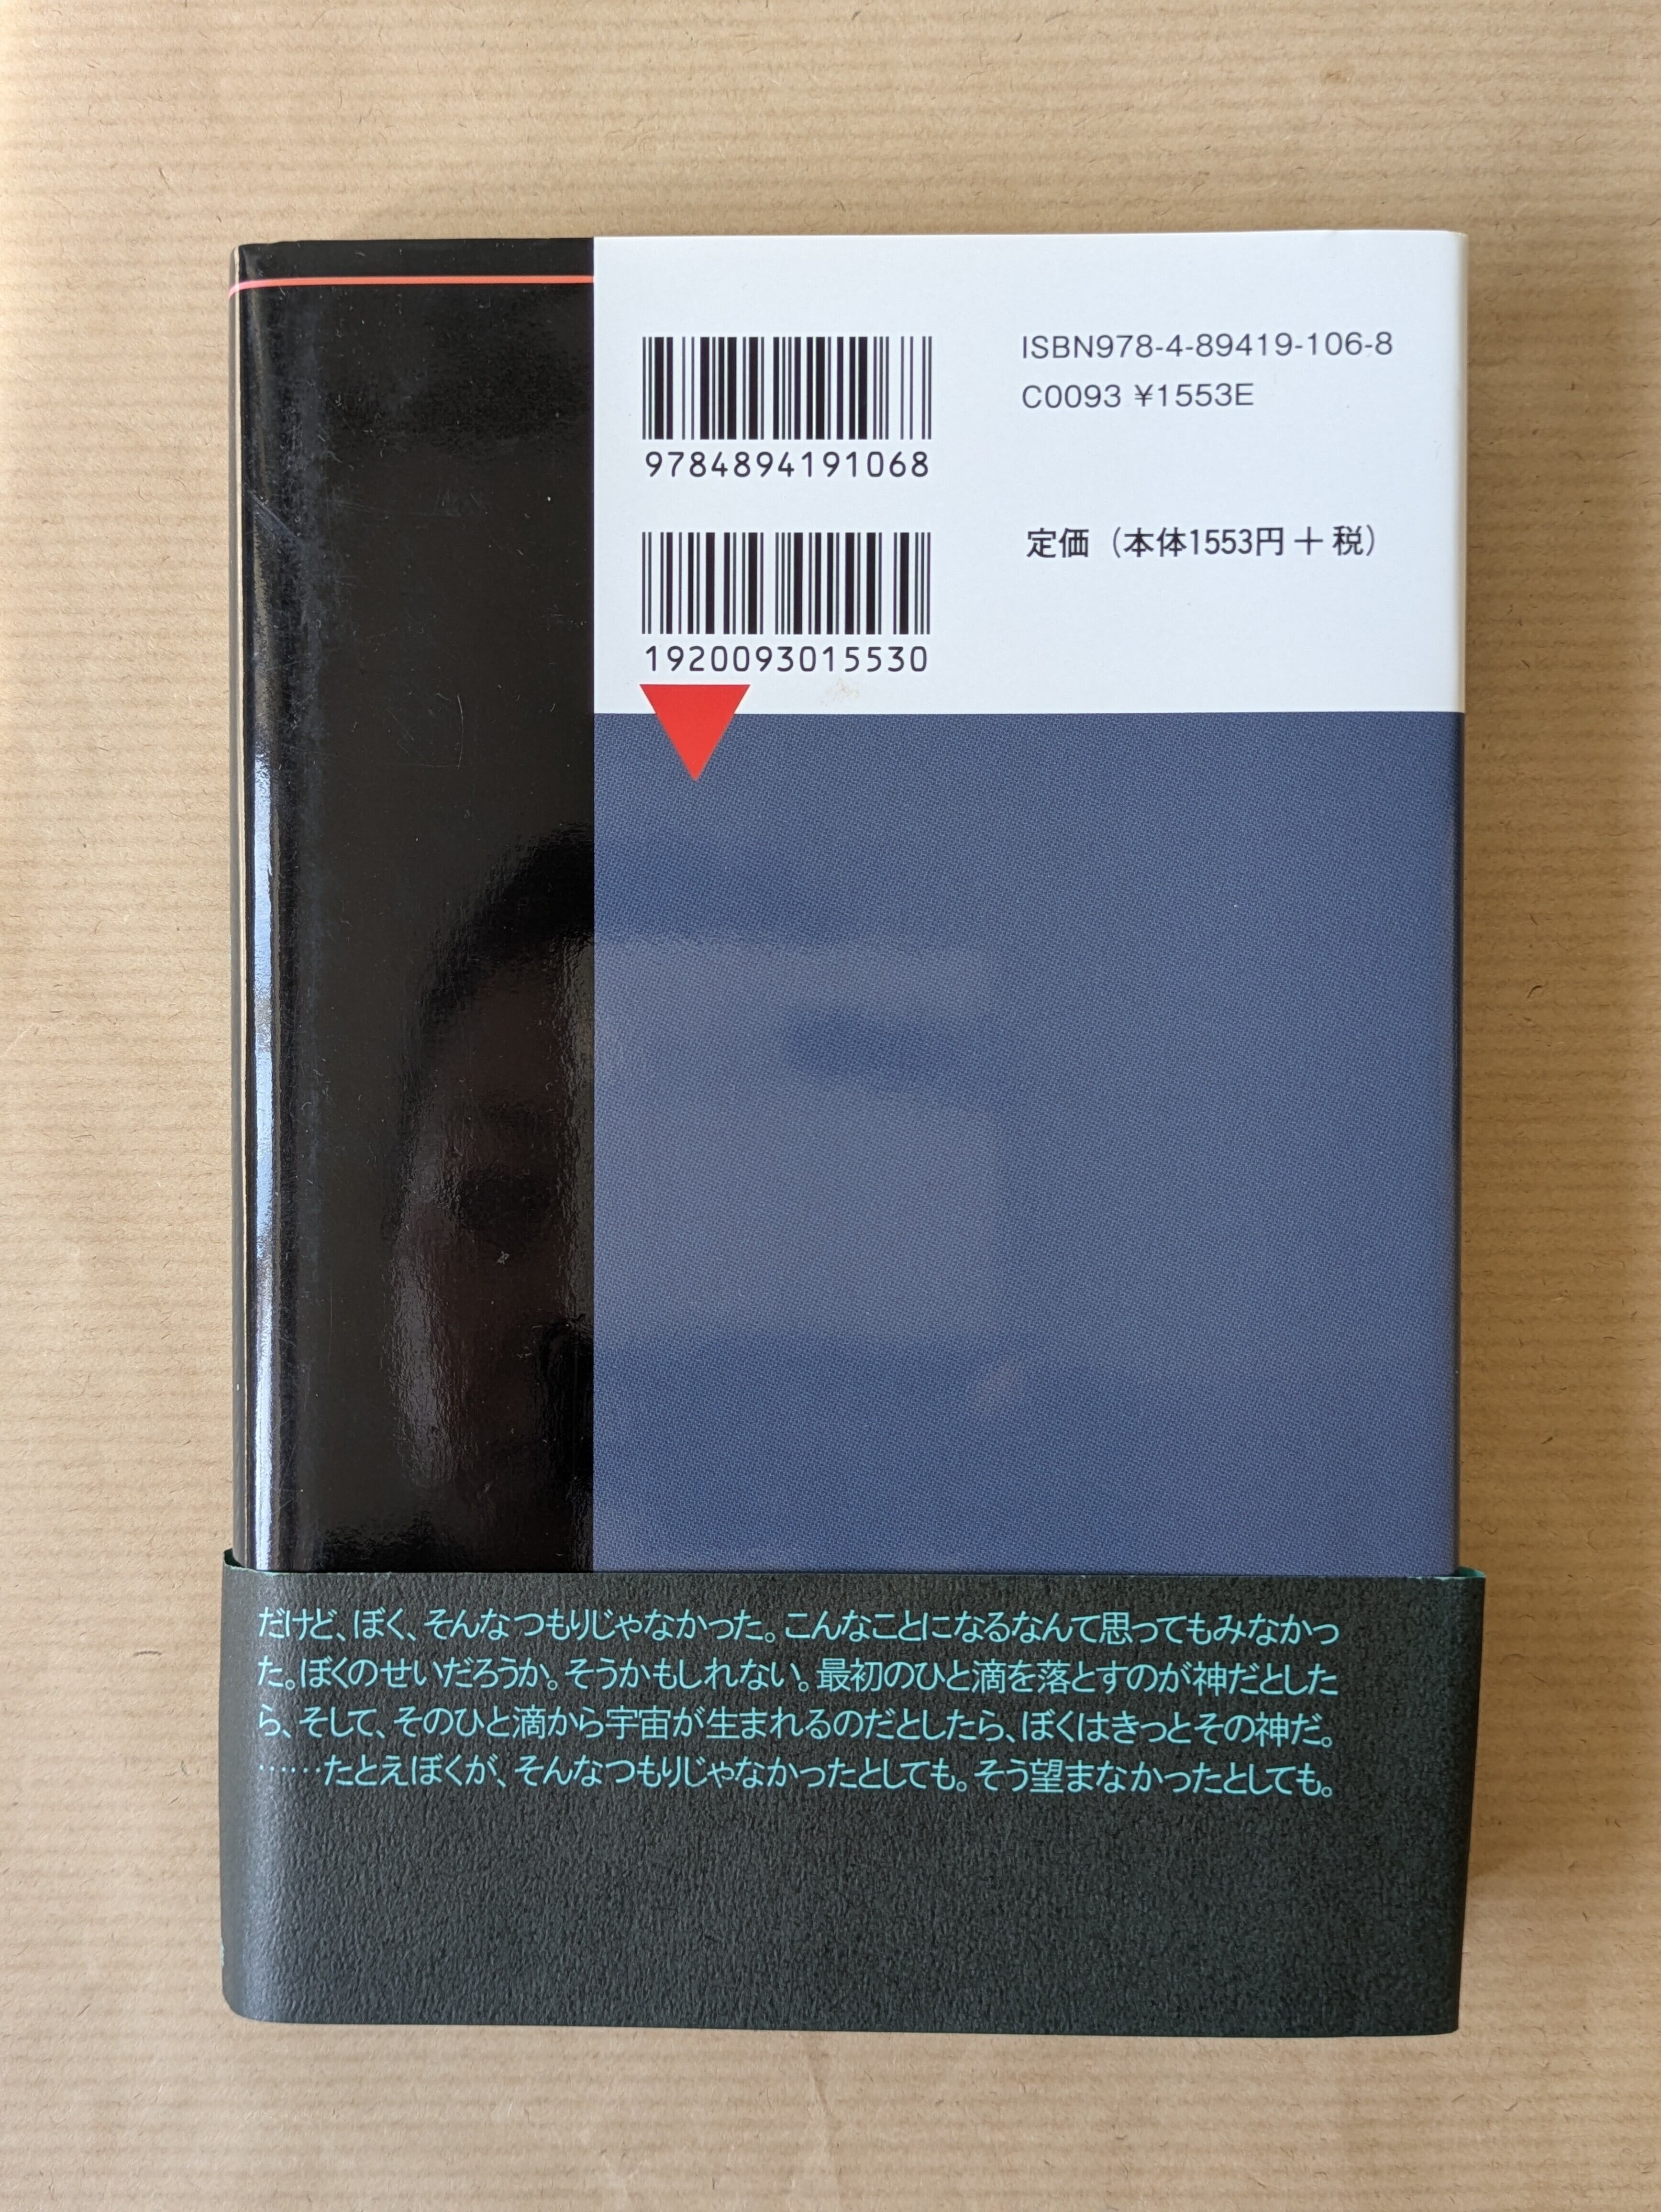 9784894191068
ISBN978-4-89419-106-8
C0093 ¥1553E
1920093015530
定価（本体1553円＋税）
だけど、ぼく、そんなつもりじゃなかった。こんなことになるなんて思ってもみなかっ
た。ぼくのせいだろうか。そうかもしれない。最初のひと滴を落とすのが神だとした
ら、そして、そのひと滴から宇宙が生まれるのだとしたら、ぼくはきっとその神だ。
……たとえぼくが、そんなつもりじゃなかったとしても。そう望まなかったとしても。